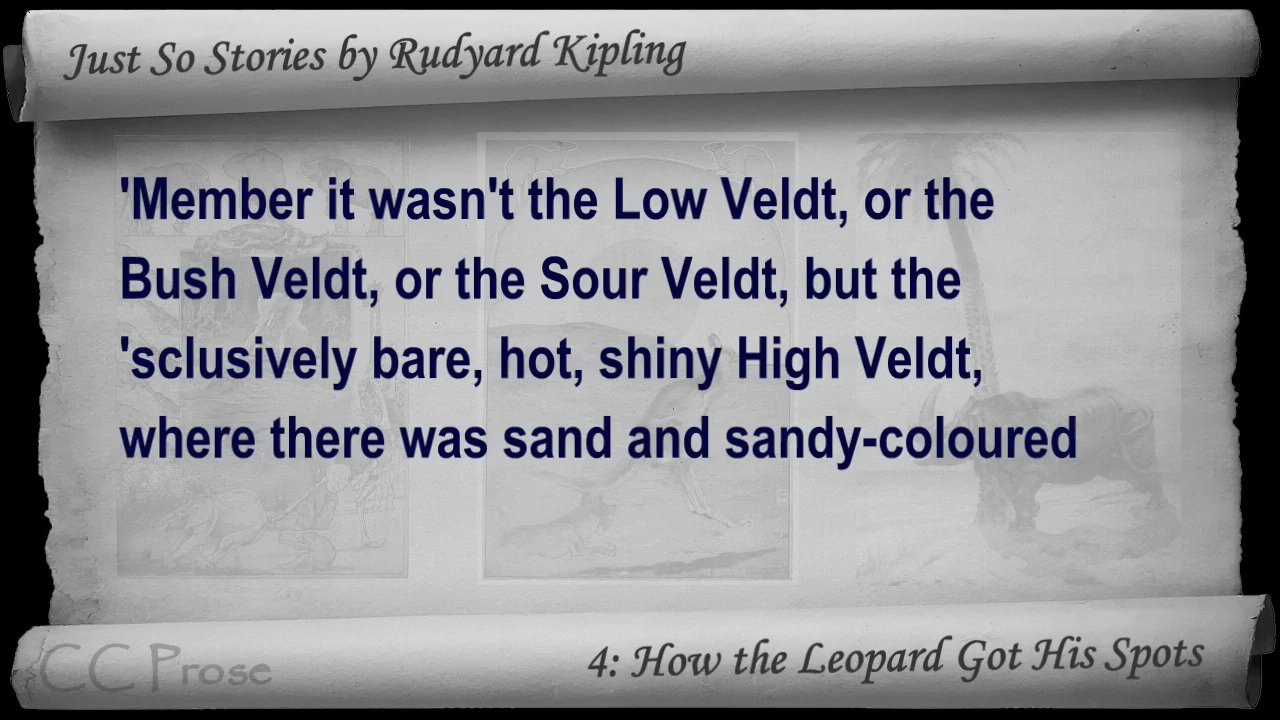 Just So Stories by Rudyard Kipling
'Member it wasn't the Low Veldt, or the
Bush Veldt, or the Sour Veldt, but the
'sclusively bare, hot, shiny High Veldt,
where there was sand and sandy-coloured
CC Prose
4: How the Leopard Got His Spots